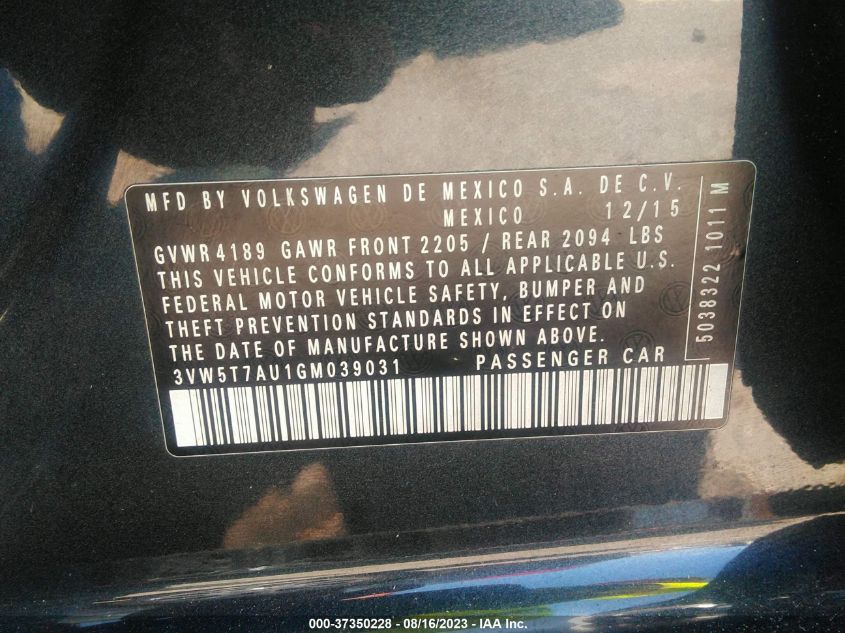 MFD BY VOLKSWAGEN DE MEXICO S.A. DE C.V.
MEXICO 12/15
GVWR 4189 GAWR FRONT 2205 / REAR 2094 LBS
THIS VEHICLE CONFORMS TO ALL APPLICABLE U.S.
FEDERAL MOTOR VEHICLE SAFETY, BUMPER AND
THEFT PREVENTION STANDARDS IN EFFECT ON
THE DATE OF MANUFACTURE SHOWN ABOVE.
3VW5T7AU1GM039031 PASSENGER CAR
5038322 1011 M
000-37350228 - 08/16/2023 - IAA Inc.